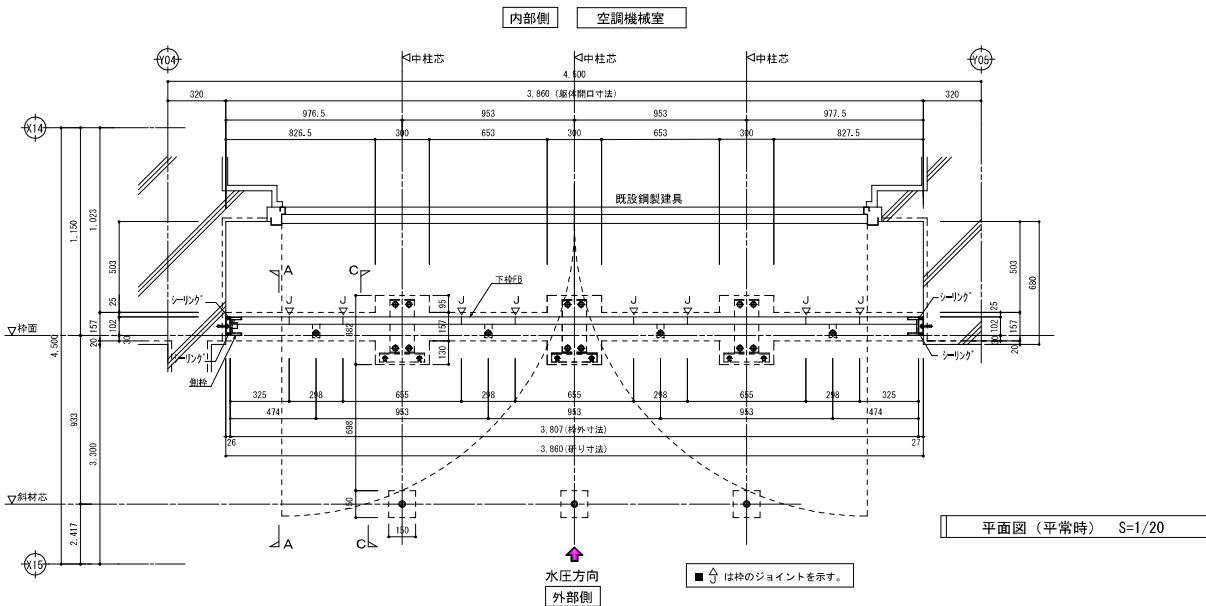 内部側 空調機械室
Y04 Y05
中柱芯 中柱芯 中柱芯
4,500
320 3,860 (躯体開口寸法) 320
976.5 953 953 977.5
826.5 300 653 300 653 300 827.5
X14
既設鋼製建具
1,150
1,023
503
503
680
A C
シーリング
下枠FB
J J J J J J J J
シーリング
25
95
25
枠面
4,500
157
102
382
157
102
157
30
20
130
20
シーリング
シーリング
側枠
325 298 655 298 655 298 655 298 325
474 953 953 953 474
933
698
26 3,807(枠外寸法) 27
3,860(斫り寸法)
3,300
斜材芯
150
150
2,417
A C
X15
水圧方向
外部側
平面図 (平常時) S=1/20
■ J は枠のジョイントを示す。